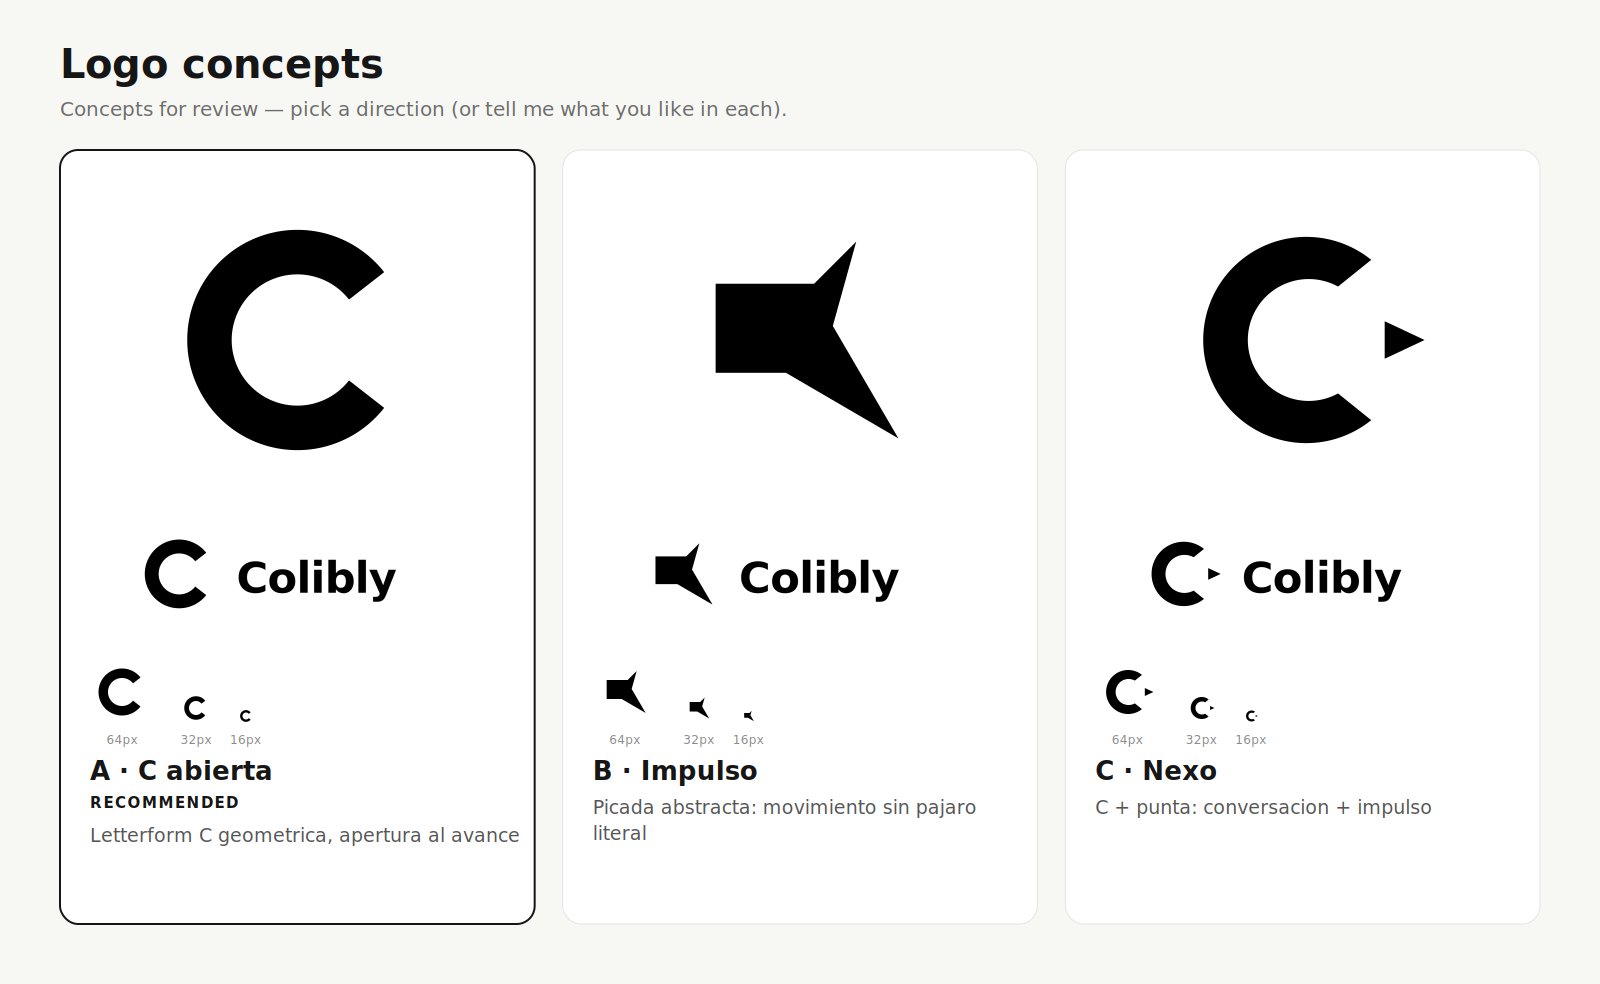 Logo concepts
Concepts for review — pick a direction (or tell me what you like in each).
Colibly
64px 32px 16px
A · C abierta
RECOMMENDED
Letterform C geometrica, apertura al avance
Colibly
64px 32px 16px
B · Impulso
Picada abstracta: movimiento sin pajaro
literal
Colibly
64px 32px 16px
C · Nexo
C + punta: conversacion + impulso